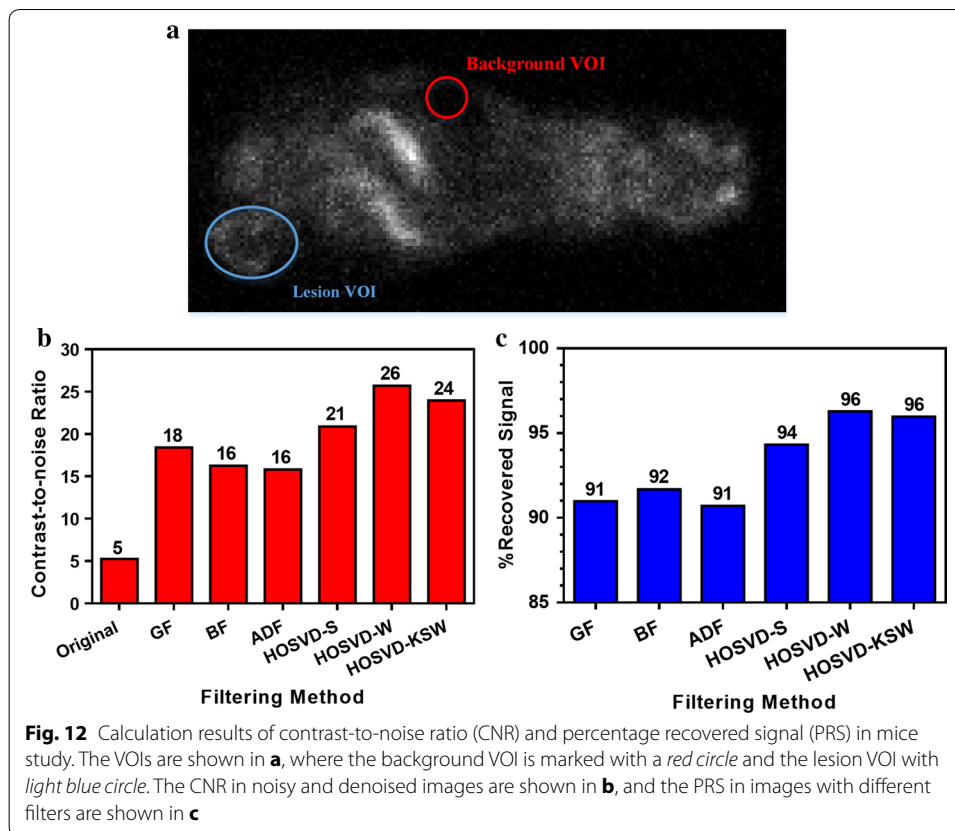 a
Background VOI
Lesion VOI
b
30
25
20
15
10
5
0
Contrast-to-noise Ratio
5
18
16
16
21
26
24
Original
GF
BF
ADF
HOSVD-S
HOSVD-W
HOSVD-KSW
Filtering Method
c
100
95
90
85
%Recovered Signal
91
92
91
94
96
96
GF
BF
ADF
HOSVD-S
HOSVD-W
HOSVD-KSW
Filtering Method
Fig. 12 Calculation results of contrast-to-noise ratio (CNR) and percentage recovered signal (PRS) in mice
study. The VOIs are shown in a, where the background VOI is marked with a red circle and the lesion VOI with
light blue circle. The CNR in noisy and denoised images are shown in b, and the PRS in images with different
filters are shown in c